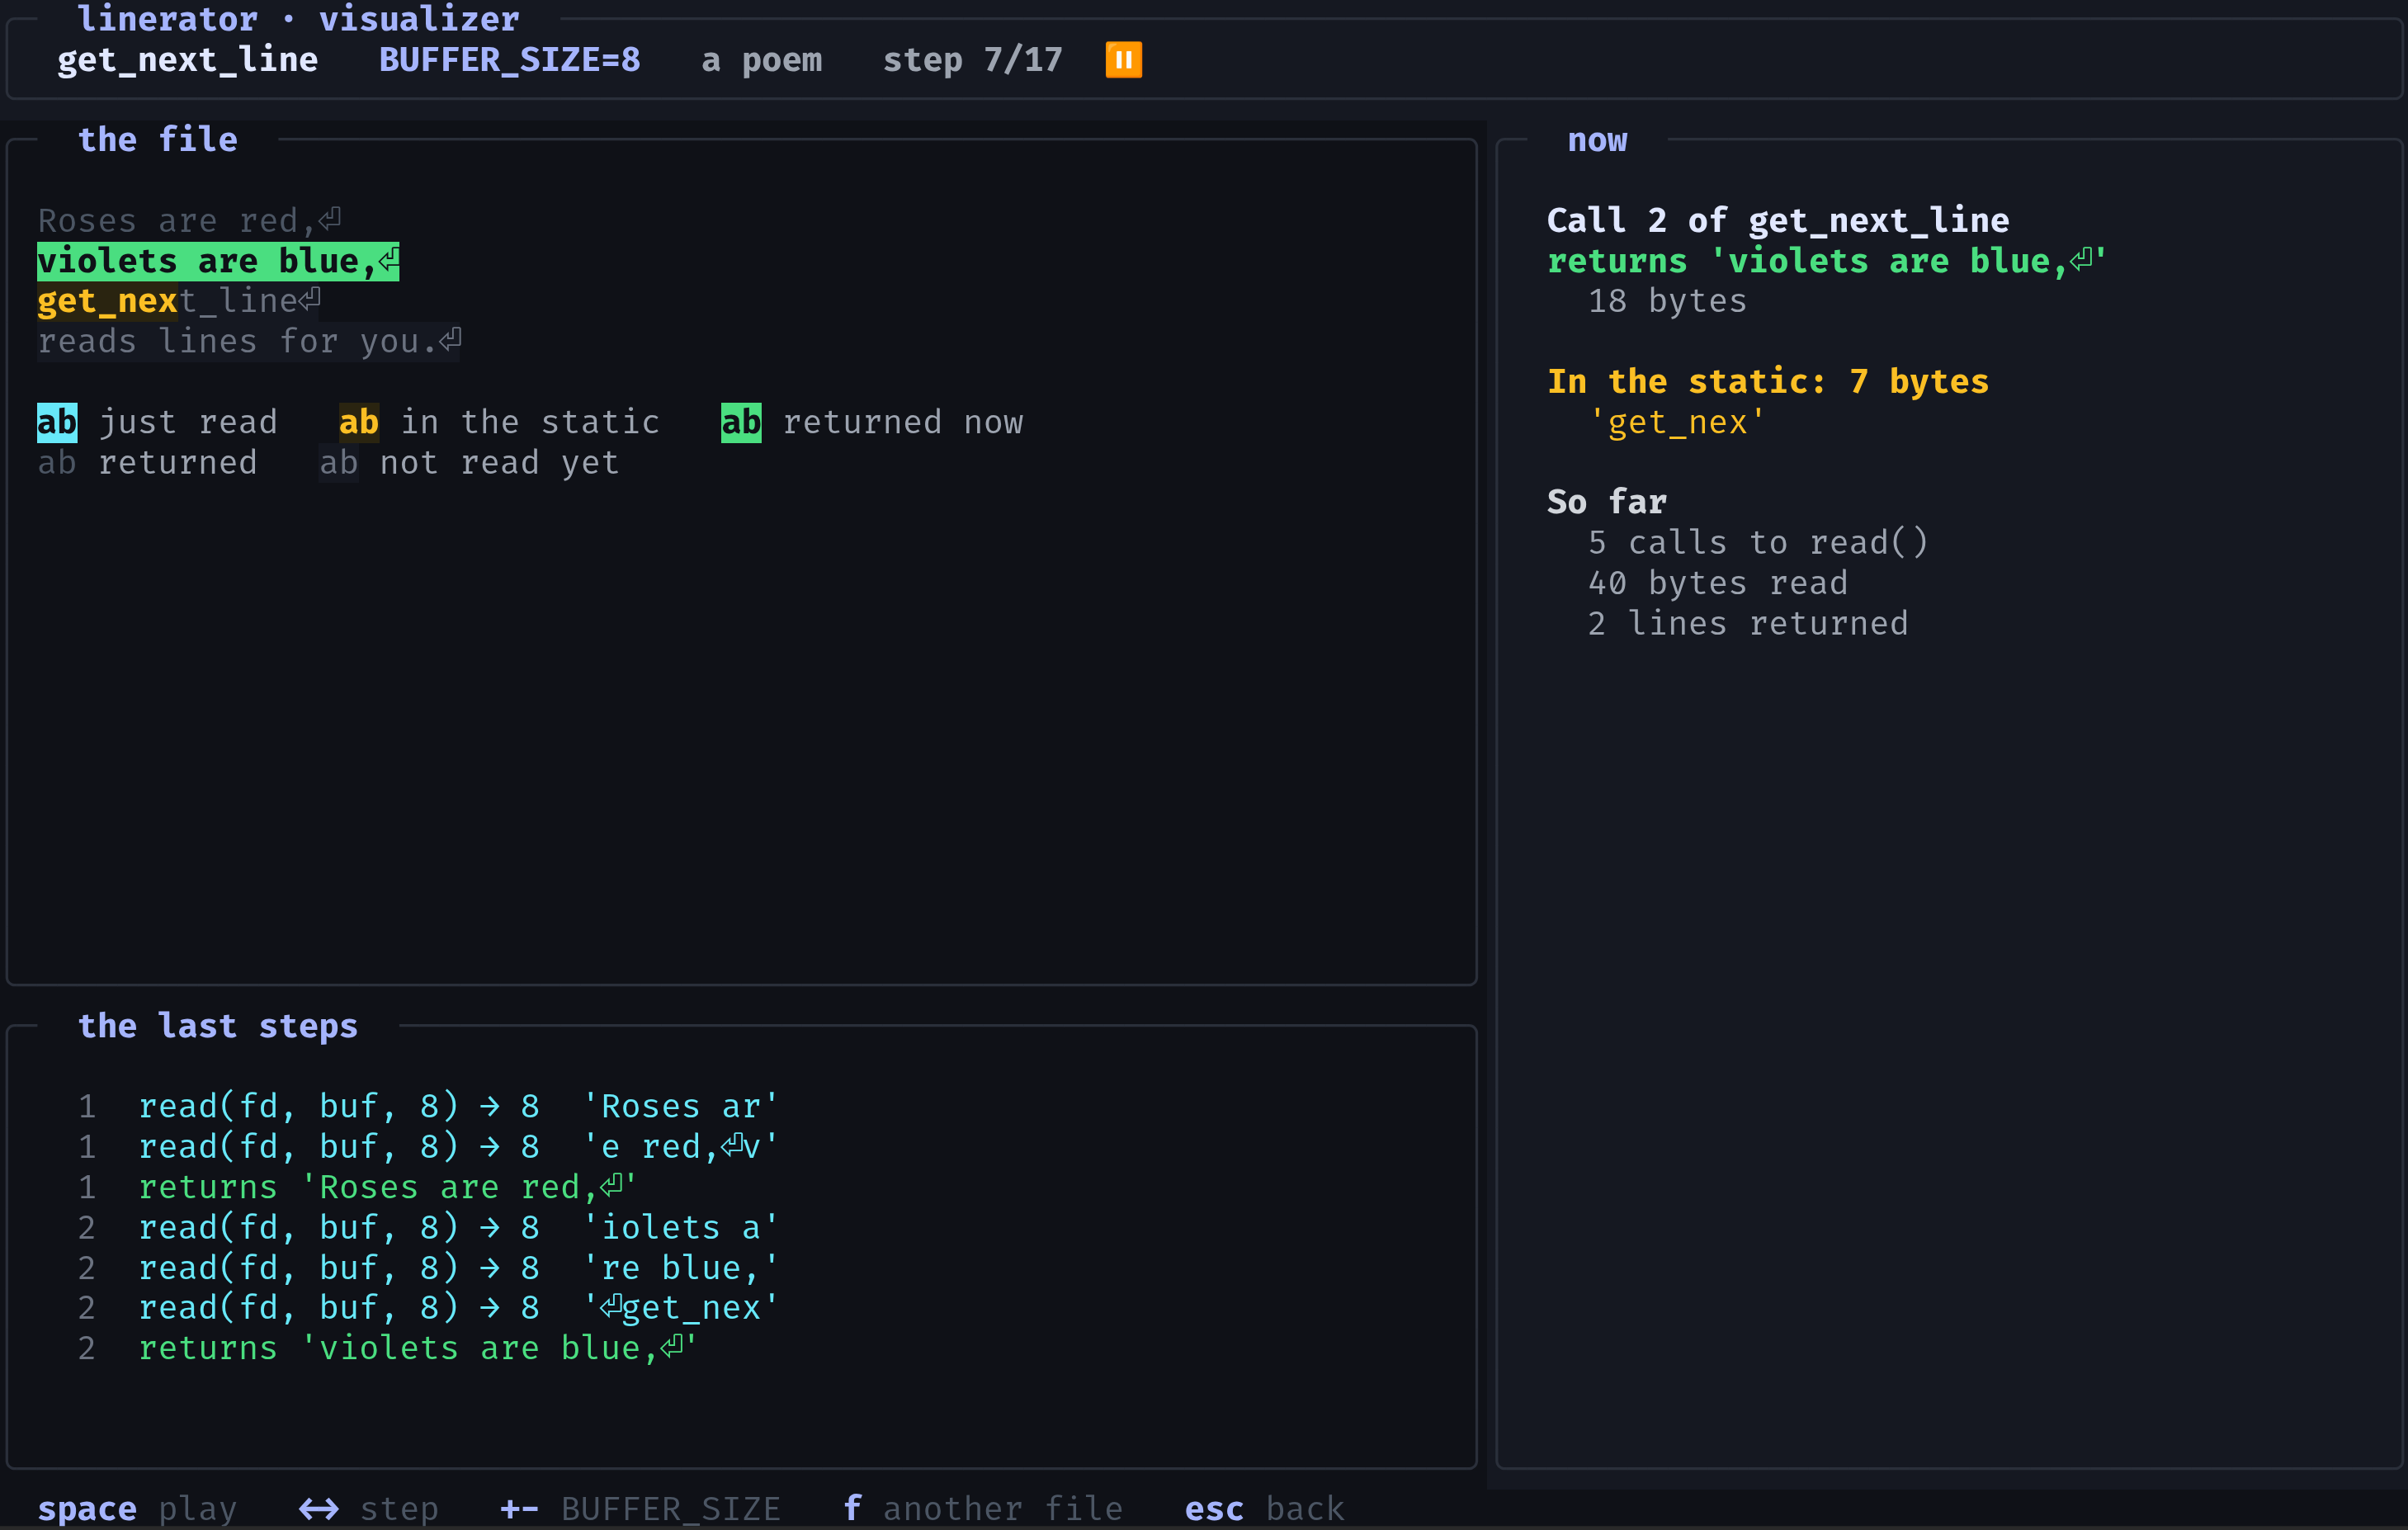 linerator · visualizer
get_next_line BUFFER_SIZE=8 a poem step 7/17 ⏸
the file
Roses are red,⏎
violets are blue,⏎
get_next_line⏎
reads lines for you.⏎
ab just read ab in the static ab returned now
ab returned ab not read yet
now
Call 2 of get_next_line
returns 'violets are blue,⏎'
18 bytes
In the static: 7 bytes
'get_nex'
So far
5 calls to read()
40 bytes read
2 lines returned
the last steps
1 read(fd, buf, 8) → 8 'Roses ar'
1 read(fd, buf, 8) → 8 'e red,⏎v'
1 returns 'Roses are red,⏎'
2 read(fd, buf, 8) → 8 'iolets a'
2 read(fd, buf, 8) → 8 're blue,'
2 read(fd, buf, 8) → 8 '⏎get_nex'
2 returns 'violets are blue,⏎'
space play ↔ step +- BUFFER_SIZE f another file esc back